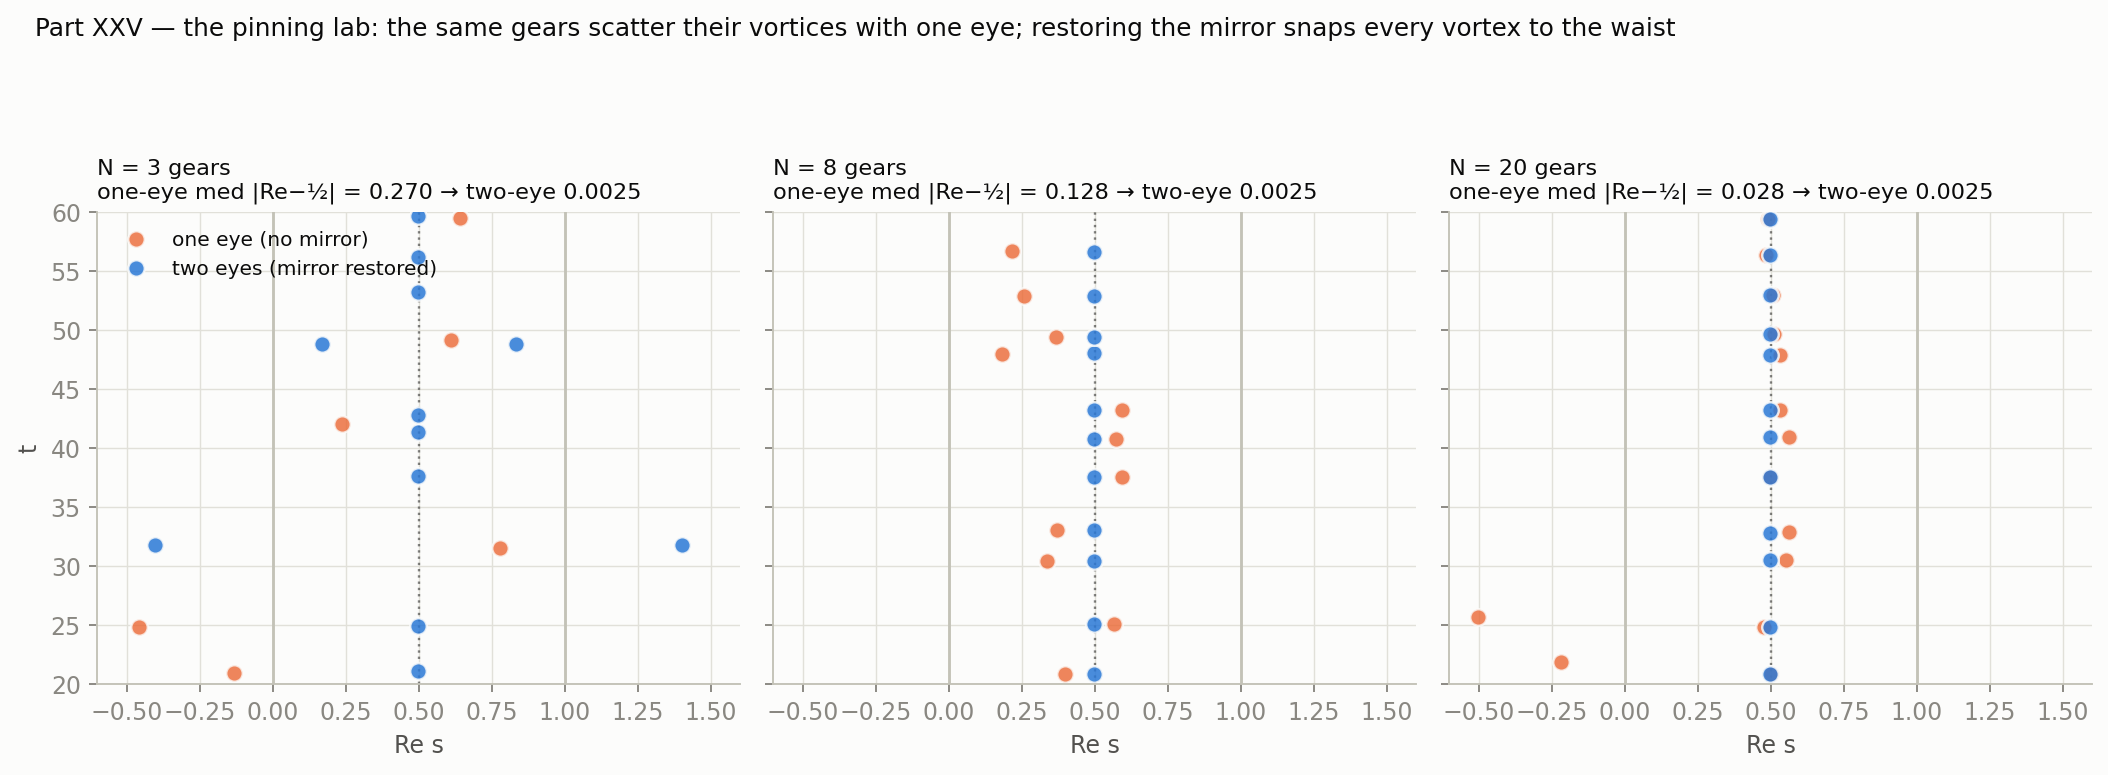 Part XXV — the pinning lab: the same gears scatter their vortices with one eye; restoring the mirror snaps every vortex to the waist
N = 3 gears
one-eye med |Re−½| = 0.270 → two-eye 0.0025
N = 8 gears
one-eye med |Re−½| = 0.128 → two-eye 0.0025
N = 20 gears
one-eye med |Re−½| = 0.028 → two-eye 0.0025
one eye (no mirror)
two eyes (mirror restored)
60
55
50
45
40
35
30
25
20
t
−0.50 −0.25 0.00 0.25 0.50 0.75 1.00 1.25 1.50
−0.50 −0.25 0.00 0.25 0.50 0.75 1.00 1.25 1.50
−0.50 −0.25 0.00 0.25 0.50 0.75 1.00 1.25 1.50
Re s
Re s
Re s